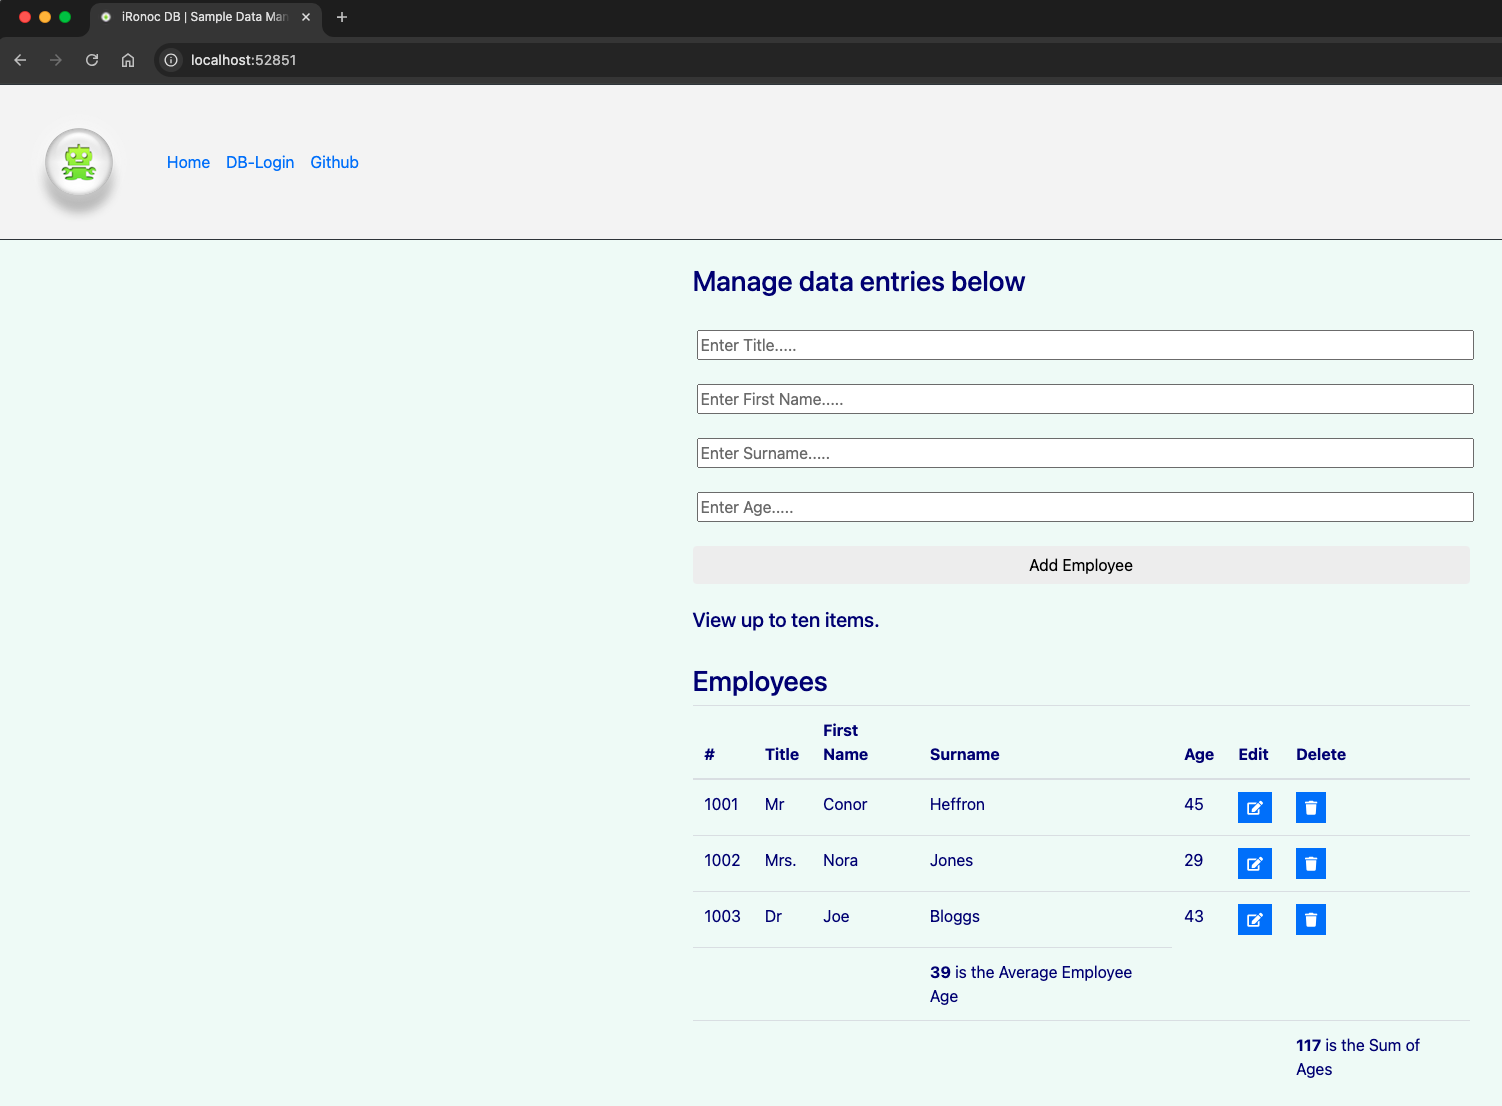 iRonoc DB | Sample Data Man
localhost:52851
Home DB-Login Github
Manage data entries below
Enter Title.....
Enter First Name.....
Enter Surname.....
Enter Age.....
Add Employee
View up to ten items.
Employees
# Title First Name Surname Age Edit Delete
1001 Mr Conor Heffron 45
1002 Mrs. Nora Jones 29
1003 Dr Joe Bloggs 43
39 is the Average Employee
Age
117 is the Sum of
Ages